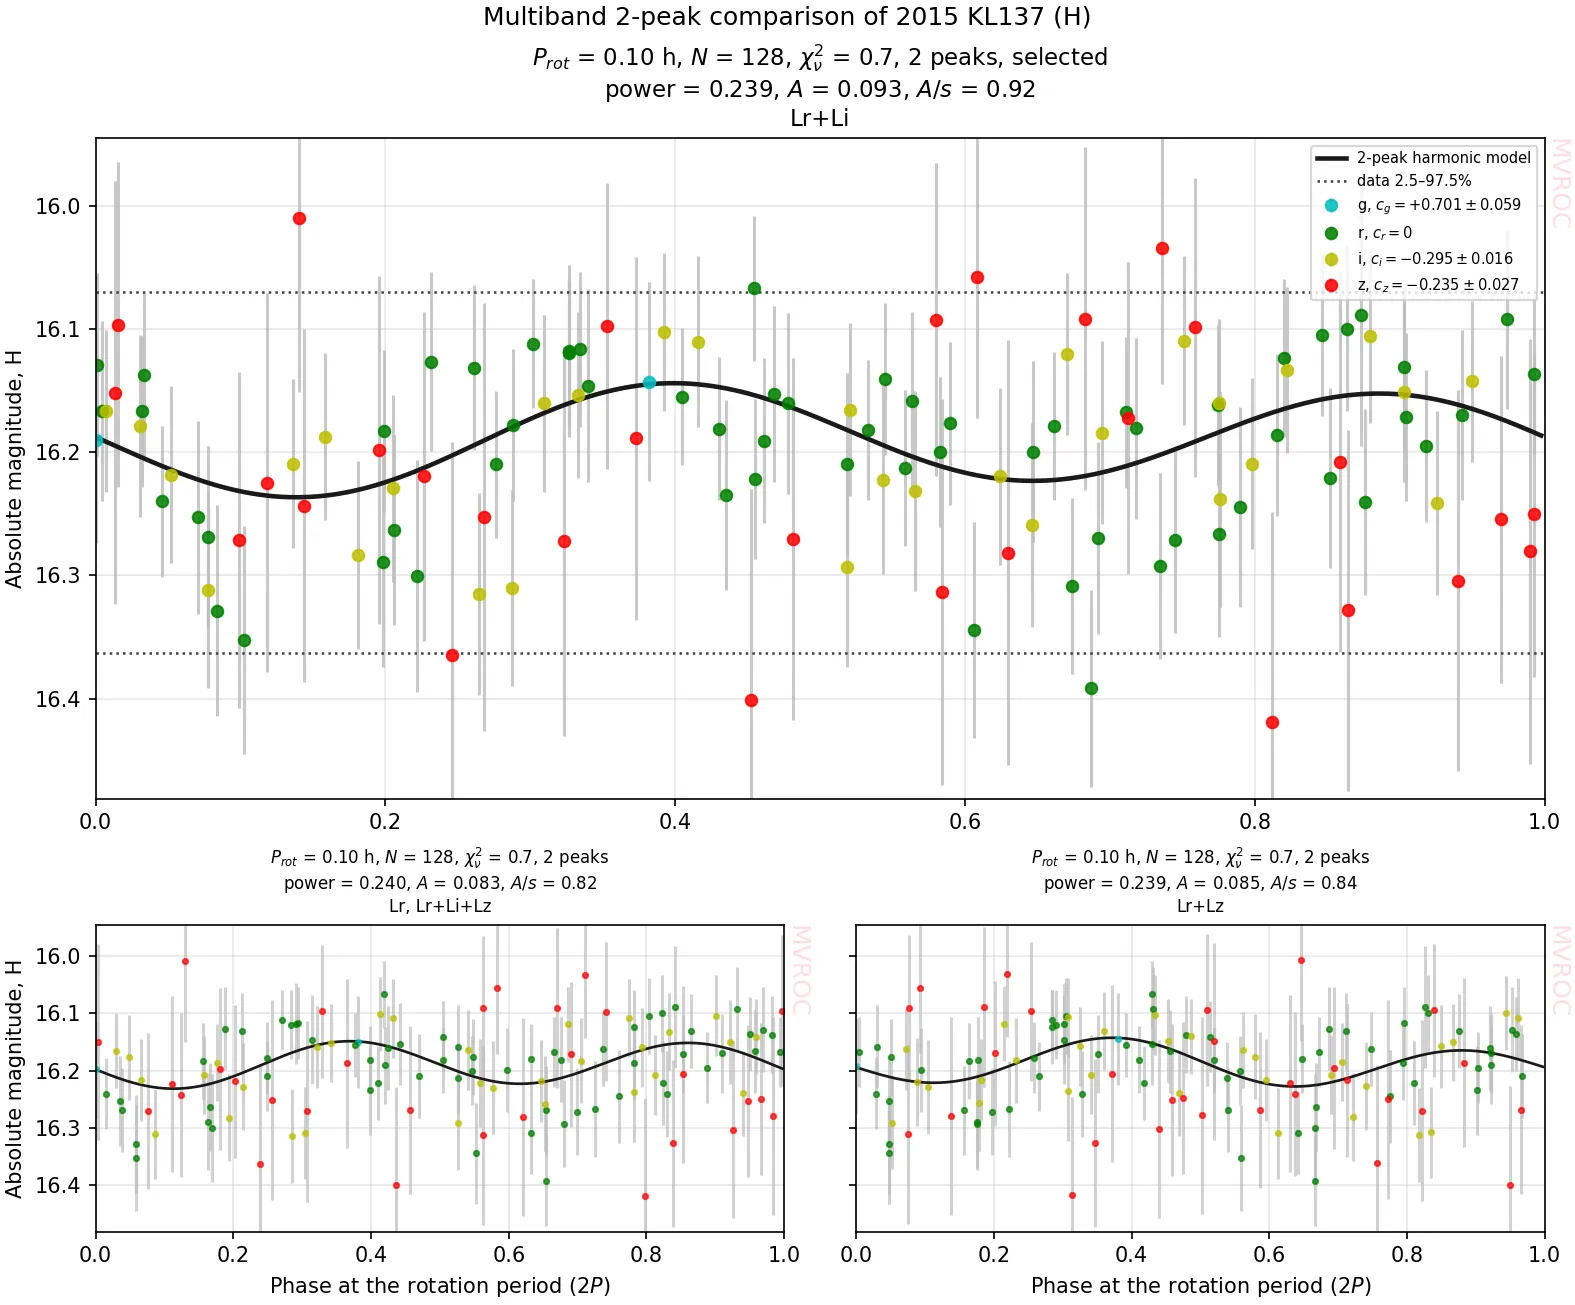 Multiband 2-peak comparison of 2015 KL137 (H)
P_rot = 0.10 h, N = 128, χ²_ν = 0.7, 2 peaks, selected
power = 0.239, A = 0.093, A/s = 0.92
Lr+Li
2-peak harmonic model
data 2.5–97.5%
g, c_g = +0.701 ± 0.059
r, c_r = 0
i, c_i = −0.295 ± 0.016
z, c_z = −0.235 ± 0.027
MVROC
Absolute magnitude, H
16.0
16.1
16.2
16.3
16.4
0.0 0.2 0.4 0.6 0.8 1.0
P_rot = 0.10 h, N = 128, χ²_ν = 0.7, 2 peaks
power = 0.240, A = 0.083, A/s = 0.82
Lr, Lr+Li+Lz
MVROC
Absolute magnitude, H
16.0
16.1
16.2
16.3
16.4
0.0 0.2 0.4 0.6 0.8 1.0
Phase at the rotation period (2P)
P_rot = 0.10 h, N = 128, χ²_ν = 0.7, 2 peaks
power = 0.239, A = 0.085, A/s = 0.84
Lr+Lz
MVROC
0.0 0.2 0.4 0.6 0.8 1.0
Phase at the rotation period (2P)